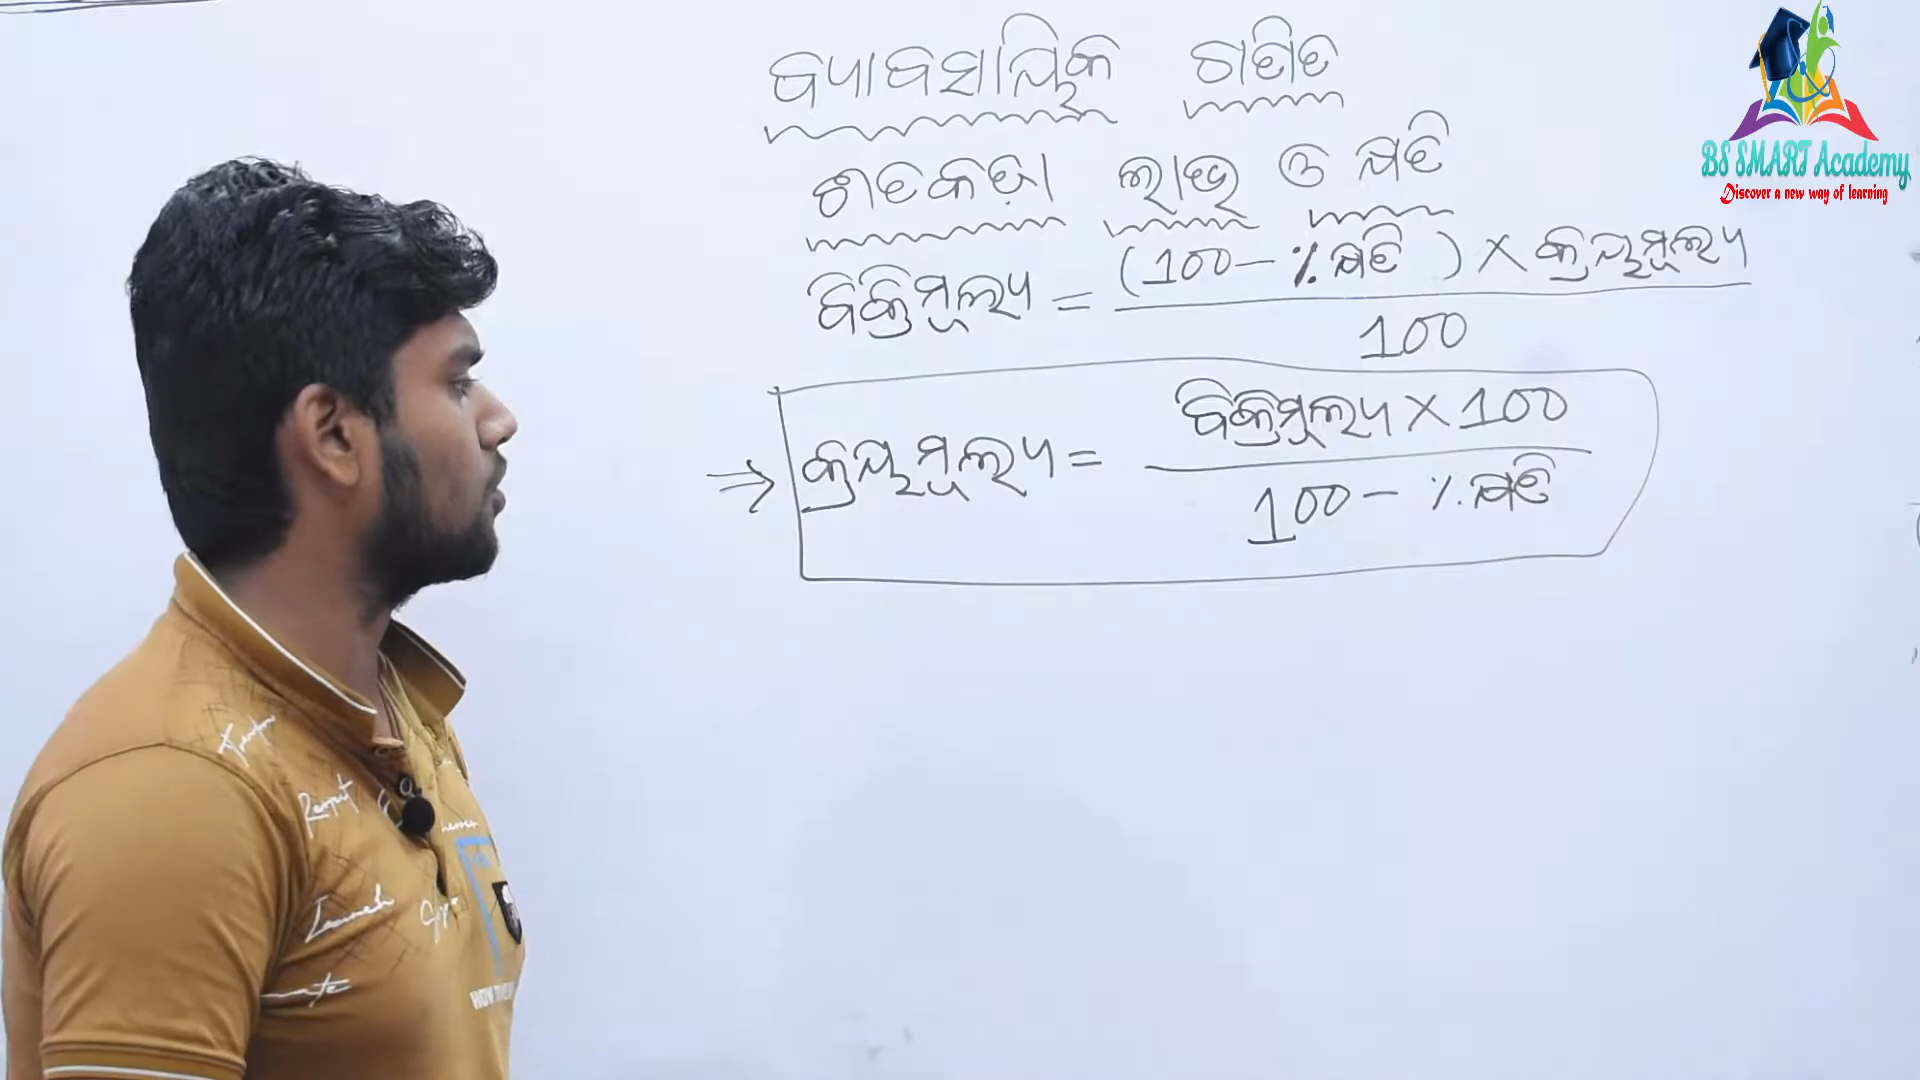 ବ୍ୟାବସାୟିକ ଗଣିତ
ଶତକଡ଼ା ଲାଭ ଓ କ୍ଷତି
ବିକ୍ରିମୂଲ୍ୟ = (100 - % କ୍ଷତି) × କ୍ରୟମୂଲ୍ୟ
100
⇒ କ୍ରୟମୂଲ୍ୟ = ବିକ୍ରିମୂଲ୍ୟ × 100
100 - % କ୍ଷତି
BS SMART Academy
Discover a new way of learning
Respect